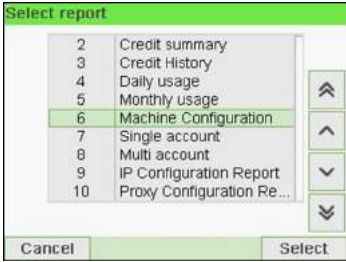 Select report
2 Credit summary
3 Credit History
4 Daily usage
5 Monthly usage
6 Machine Configuration
7 Single account
8 Multi account
9 IP Configuration Report
10 Proxy Configuration Re...
Cancel Select